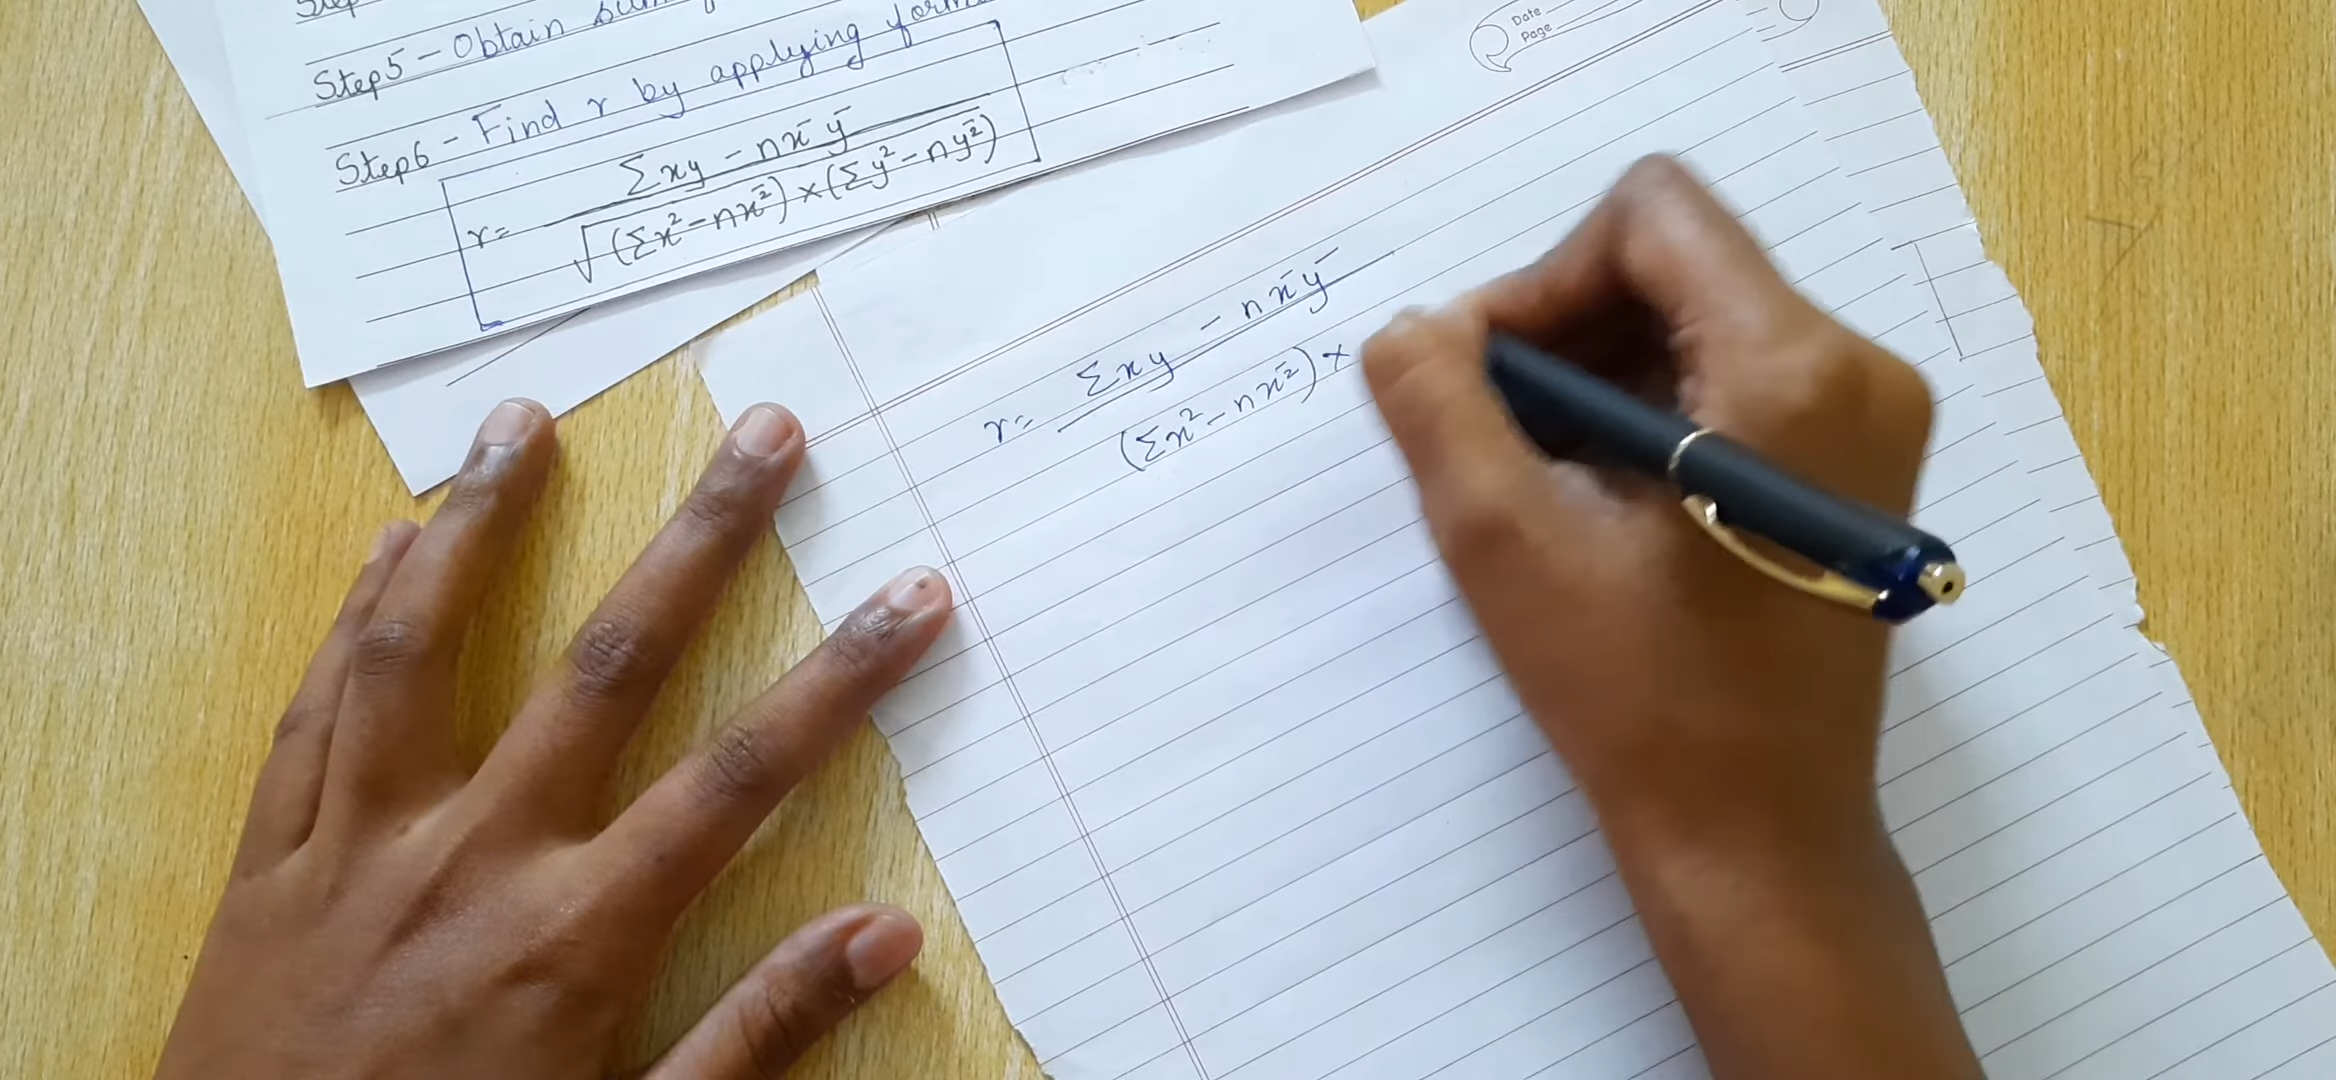 Step5 - Obtain
Step6 - Find r by applying
r = Σxy - nx̄ ȳ
√(Σx² - nx̄²) × (Σy² - nȳ²)
Date
Page
r = Σxy - nx̄ȳ
(Σx² - nx̄²) ×